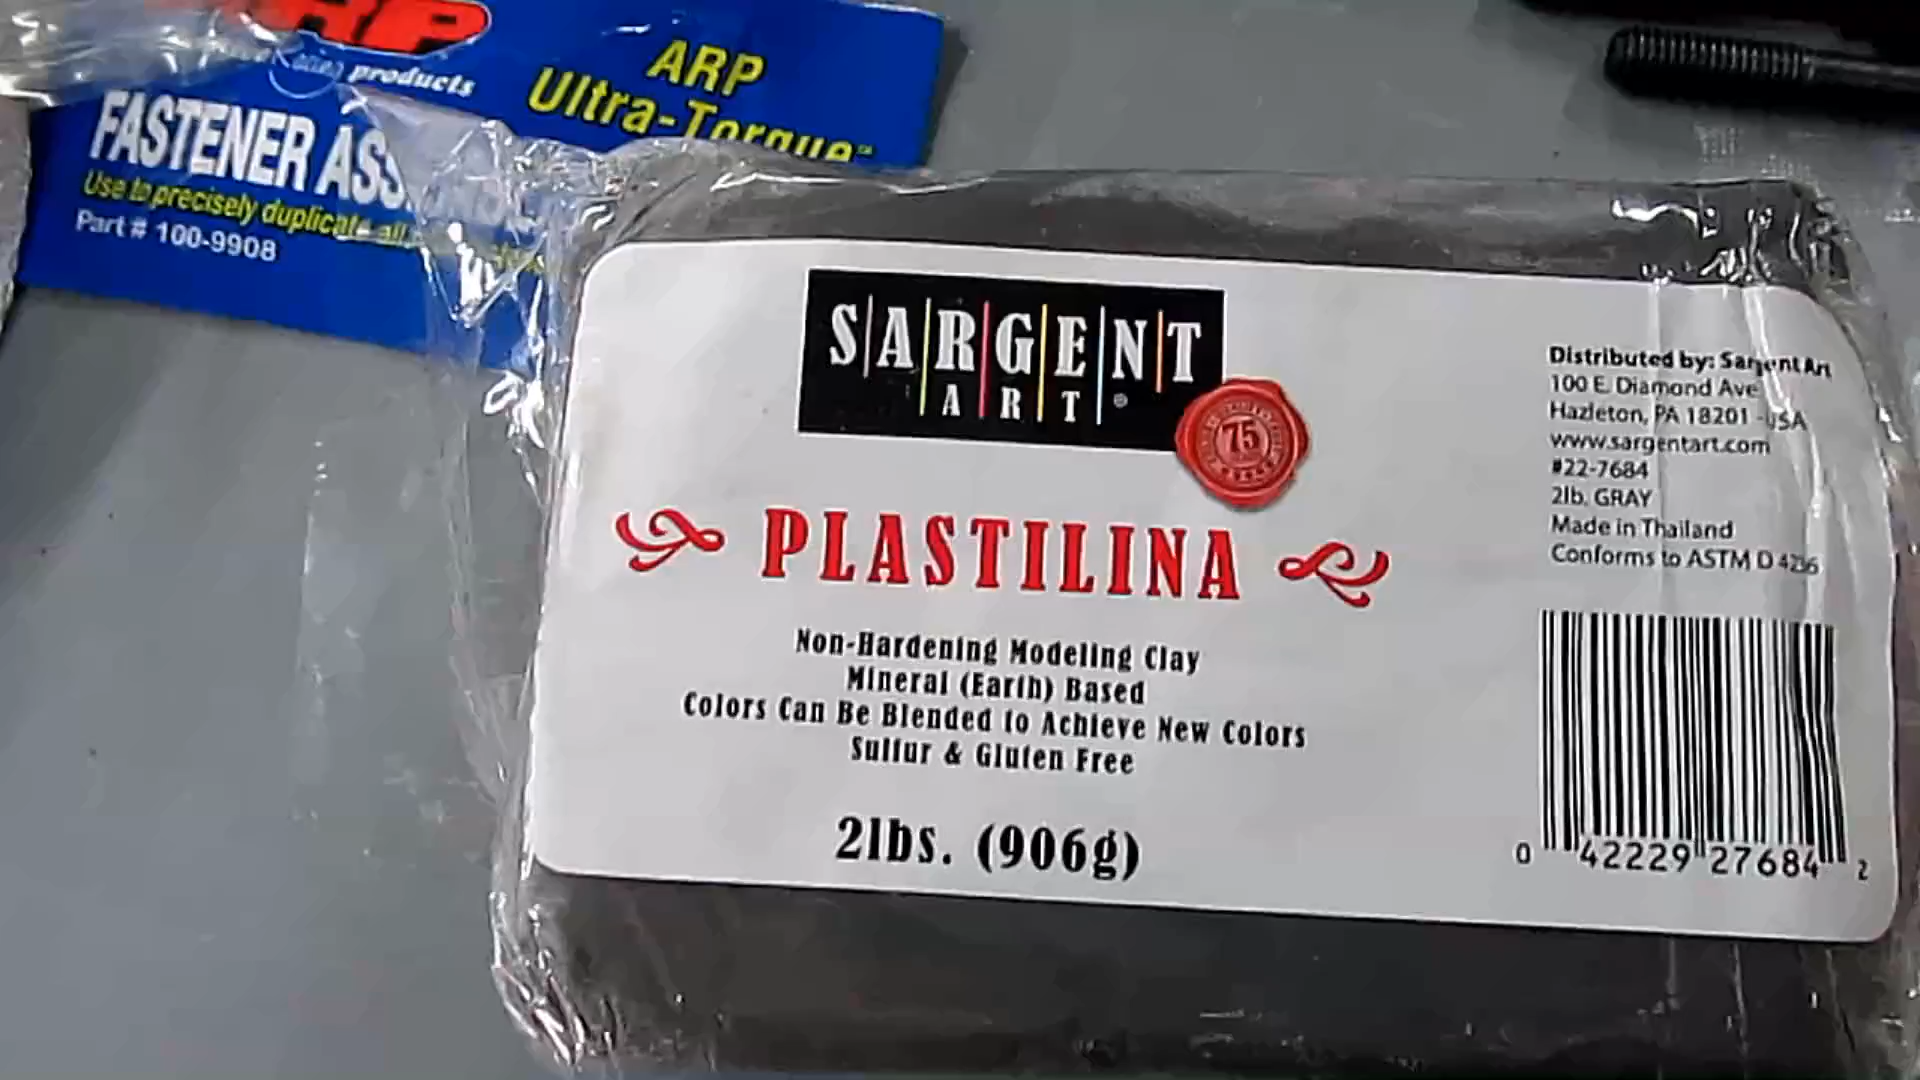 ARP
products
FASTENER ASS
Use to precisely duplicate all
Part # 100-9908
ARP
Ultra-Torque™
SARGENT
ART®
75
PLASTILINA
Non-Hardening Modeling Clay
Mineral (Earth) Based
Colors Can Be Blended to Achieve New Colors
Sulfur & Gluten Free
2lbs. (906g)
Distributed by: Sargent Art
100 E. Diamond Ave
Hazleton, PA 18201 - USA
www.sargentart.com
#22-7684
2lb. GRAY
Made in Thailand
Conforms to ASTM D 4236
0 42229 27684 2